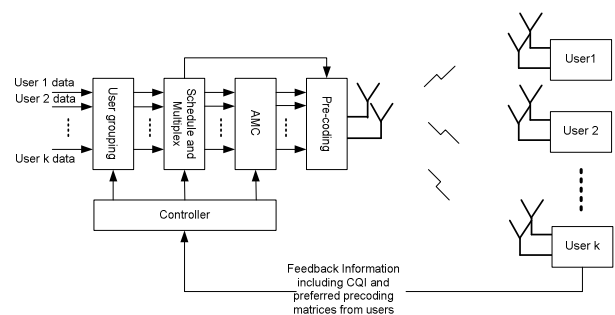 User 1 data
User 2 data
User k data
User grouping
Schedule and
Multiplex
AMC
Pre-coding
User1
User 2
User k
Controller
Feedback Information
including CQI and
preferred precoding
matrices from users